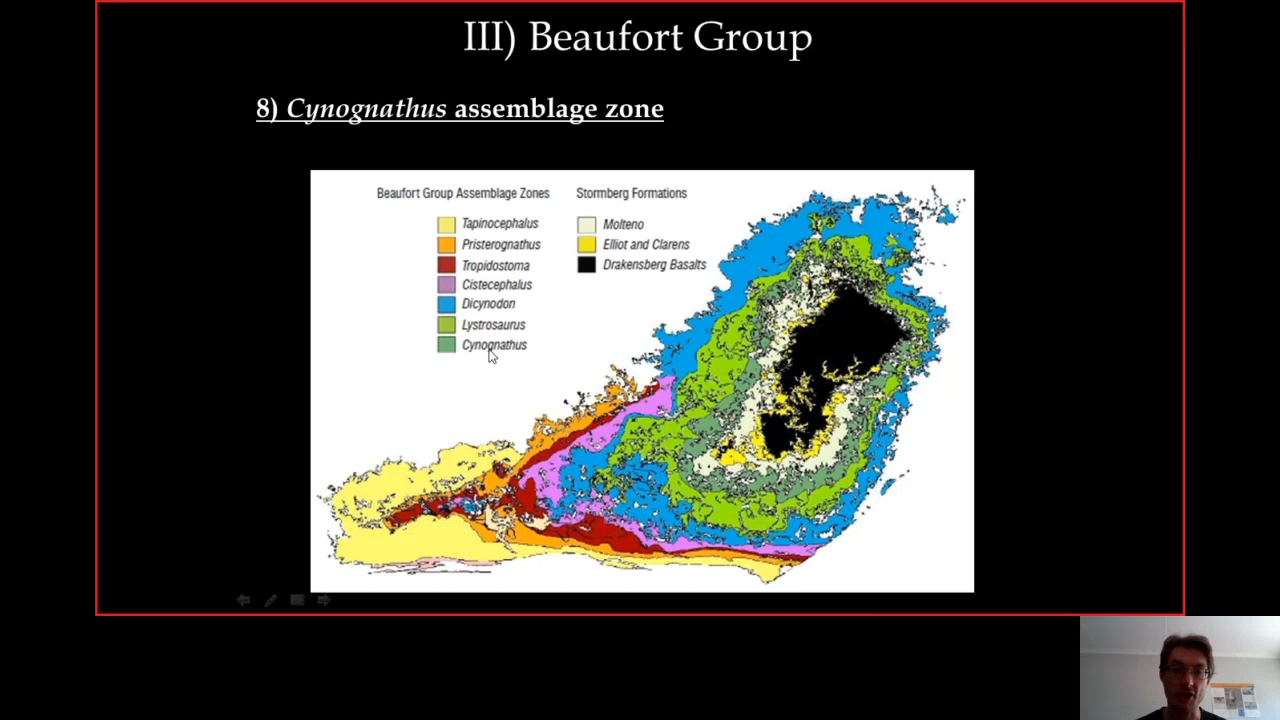 III) Beaufort Group
8) Cynognathus assemblage zone
Beaufort Group Assemblage Zones
Tapinocephalus
Pristerognathus
Tropidostoma
Cistecephalus
Dicynodon
Lystrosaurus
Cynognathus
Stormberg Formations
Molteno
Elliot and Clarens
Drakensberg Basalts